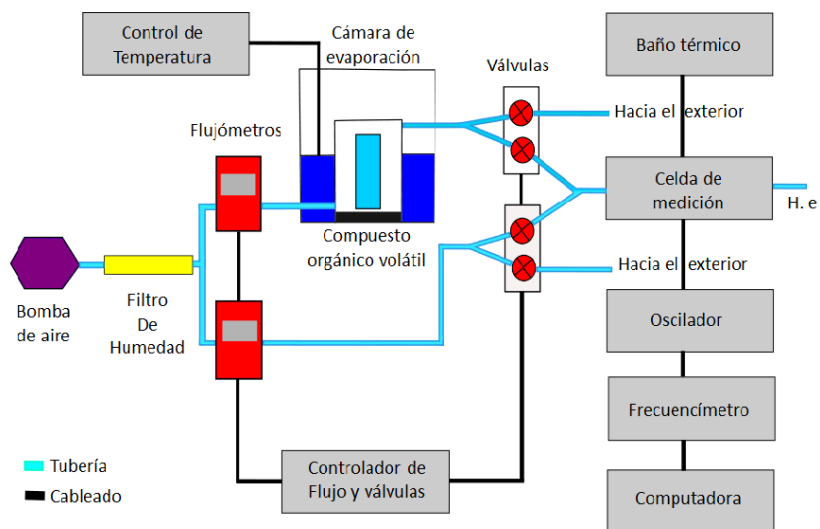 Control de
Temperatura
Cámara de
evaporación
Válvulas
Baño térmico
Flujómetros
Hacia el exterior
Celda de
medición
H. e
Compuesto
orgánico volátil
Hacia el exterior
Bomba
de aire
Filtro
De
Humedad
Oscilador
Frecuencímetro
Tubería
Cableado
Controlador de
Flujo y válvulas
Computadora